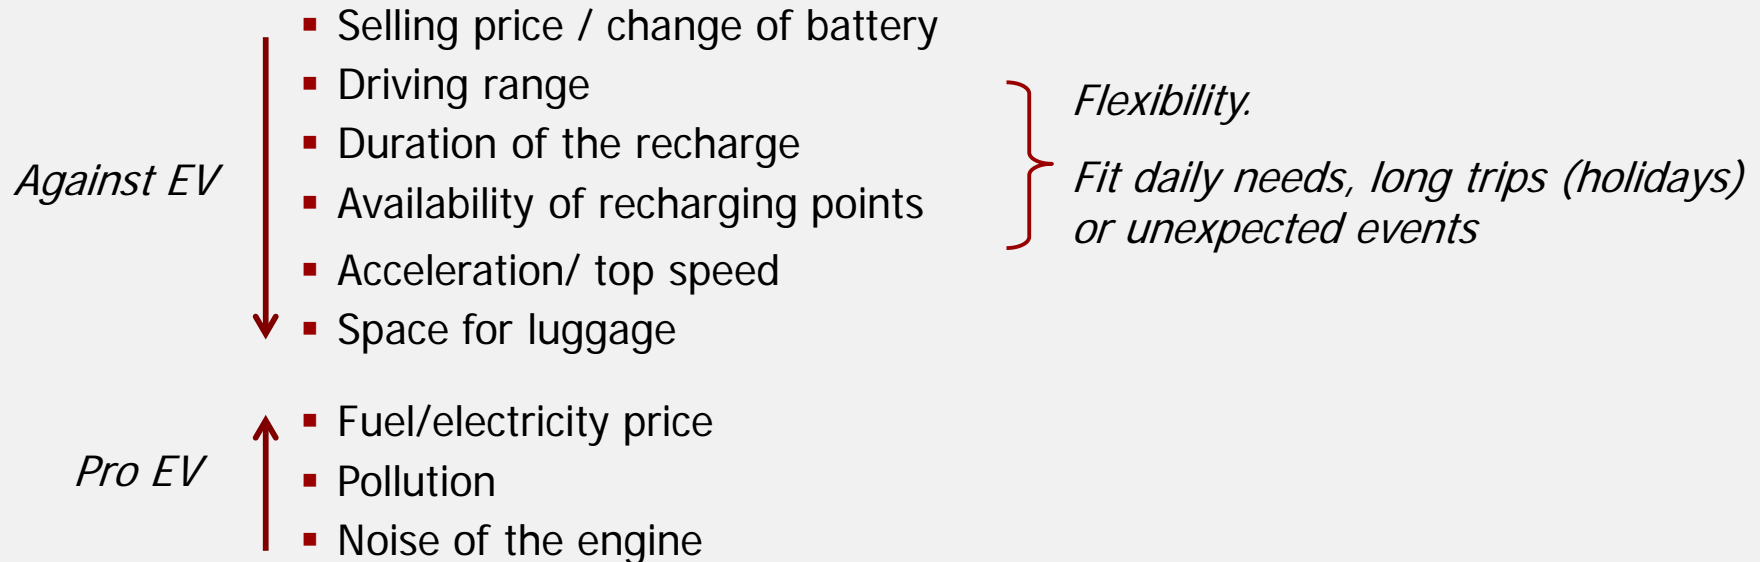 Against EV
▪ Selling price / change of battery
▪ Driving range
▪ Duration of the recharge
▪ Availability of recharging points
▪ Acceleration/ top speed
▪ Space for luggage
Flexibility.
Fit daily needs, long trips (holidays)
or unexpected events
Pro EV
▪ Fuel/electricity price
▪ Pollution
▪ Noise of the engine